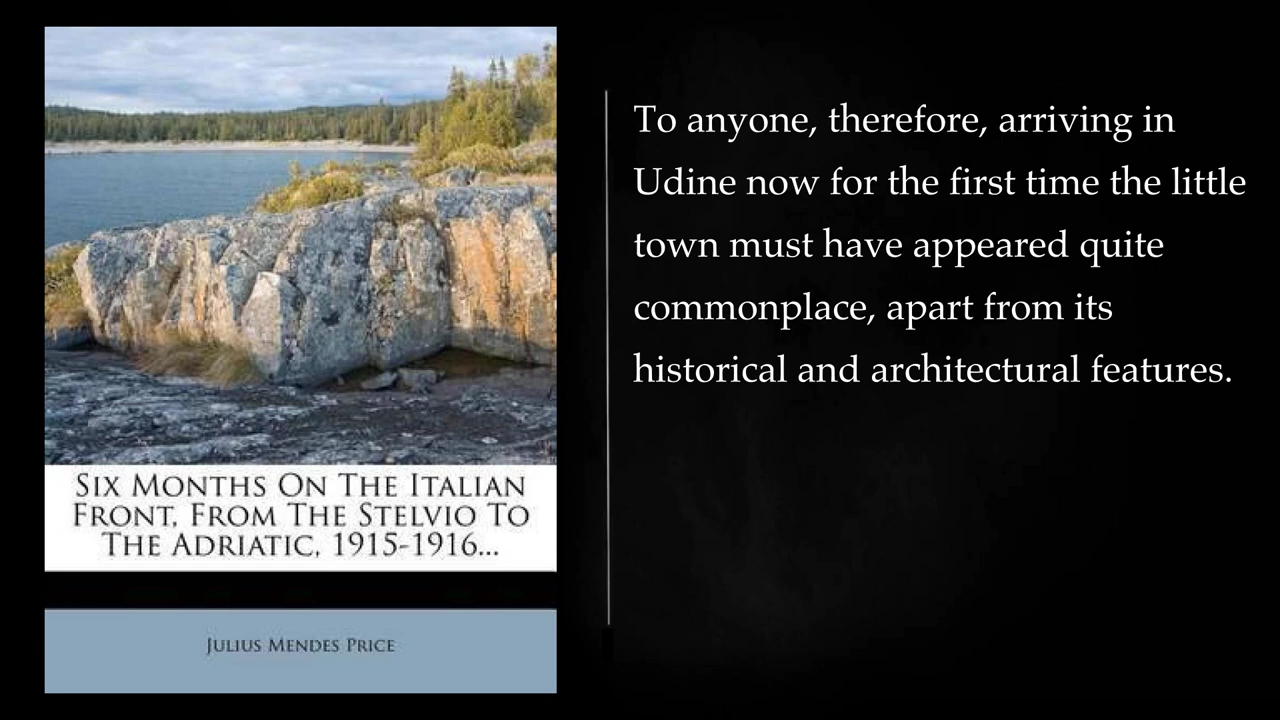 Six Months On The Italian
Front, From The Stelvio To
The Adriatic, 1915-1916...
Julius Mendes Price
To anyone, therefore, arriving in
Udine now for the first time the little
town must have appeared quite
commonplace, apart from its
historical and architectural features.